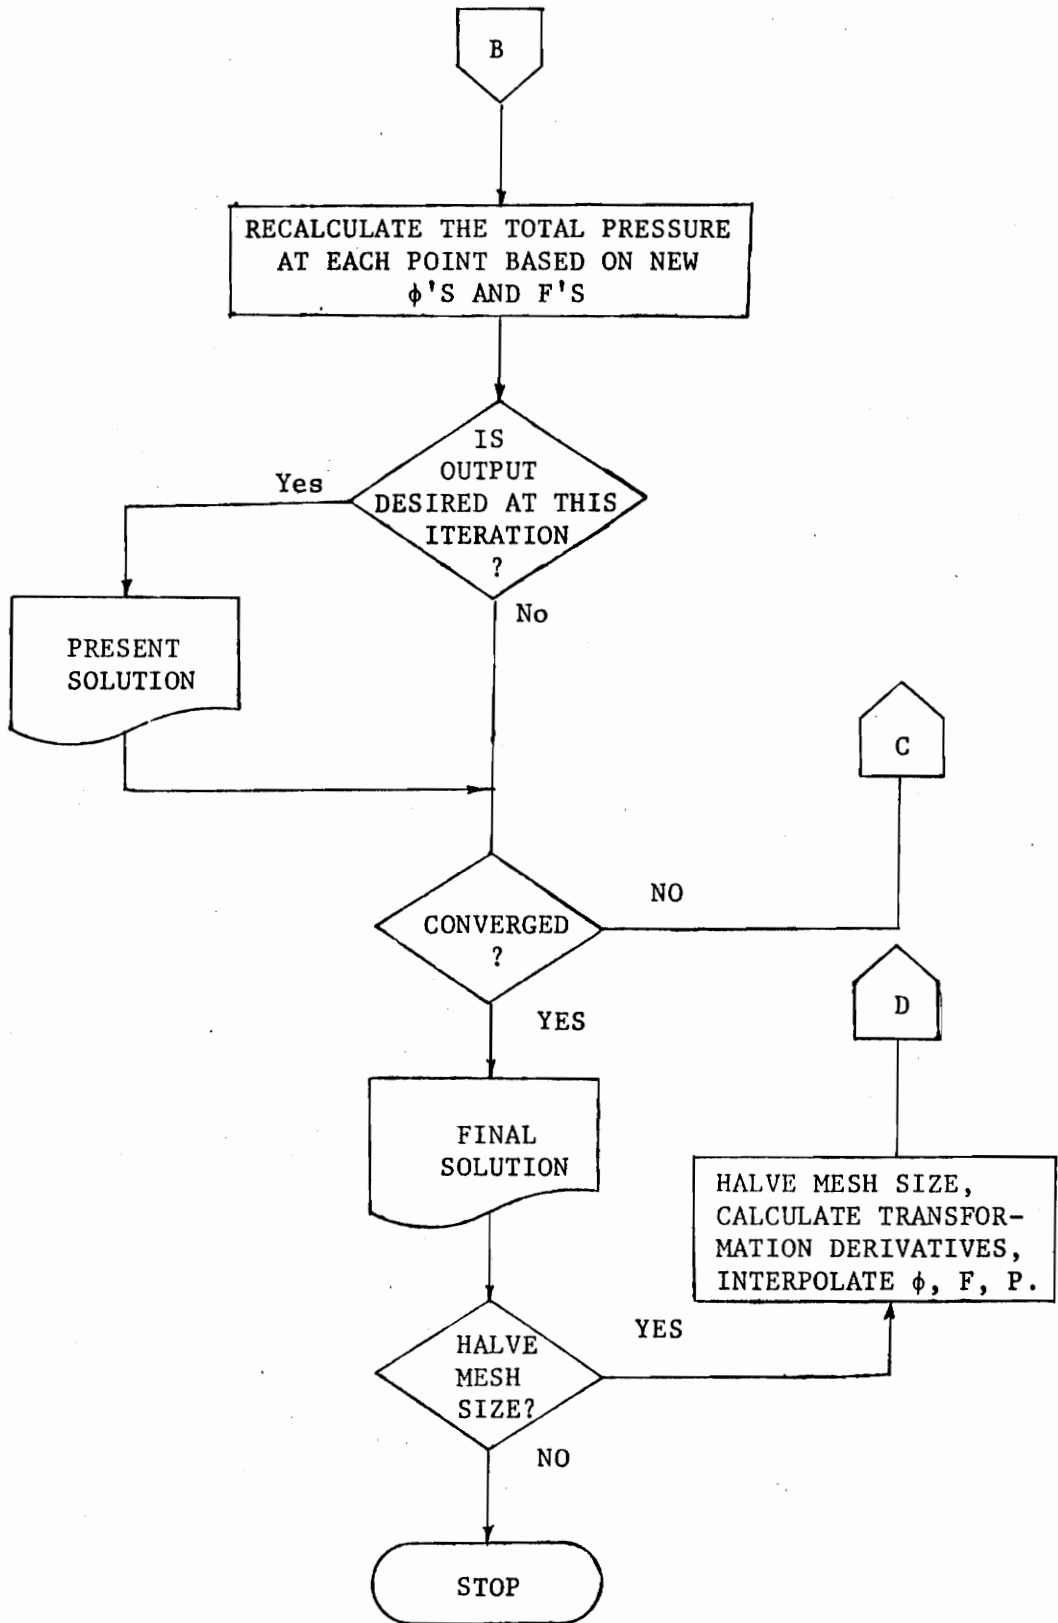 B
RECALCULATE THE TOTAL PRESSURE
AT EACH POINT BASED ON NEW
φ'S AND F'S
IS
OUTPUT
DESIRED AT THIS
ITERATION
?
Yes
No
PRESENT
SOLUTION
C
CONVERGED
?
NO
YES
D
FINAL
SOLUTION
HALVE MESH SIZE,
CALCULATE TRANSFOR-
MATION DERIVATIVES,
INTERPOLATE φ, F, P.
HALVE
MESH
SIZE?
YES
NO
STOP